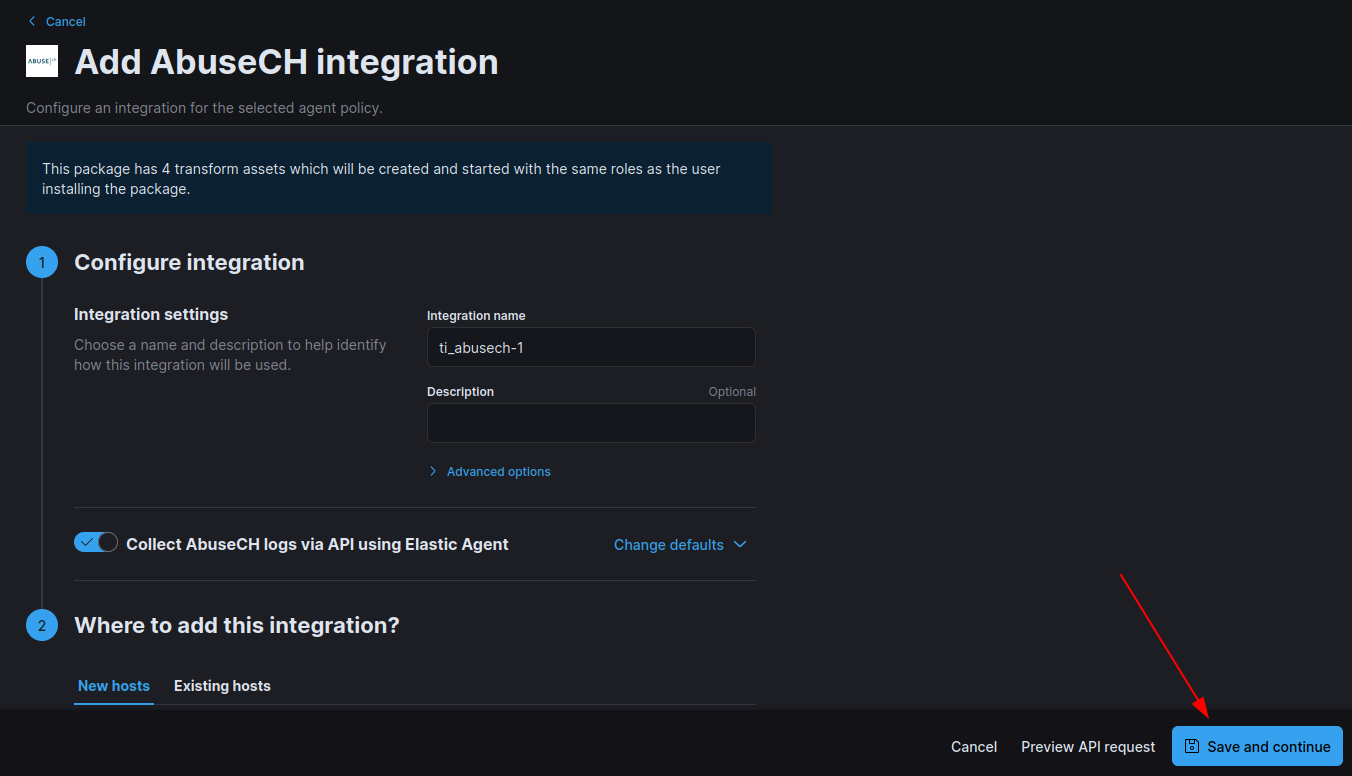 Cancel
ABUSE
Add AbuseCH integration
Configure an integration for the selected agent policy.
This package has 4 transform assets which will be created and started with the same roles as the user
installing the package.
1
Configure integration
Integration settings
Choose a name and description to help identify
how this integration will be used.
Integration name
ti_abusech-1
Description
Optional
Advanced options
Collect AbuseCH logs via API using Elastic Agent
Change defaults
2
Where to add this integration?
New hosts
Existing hosts
Cancel
Preview API request
Save and continue